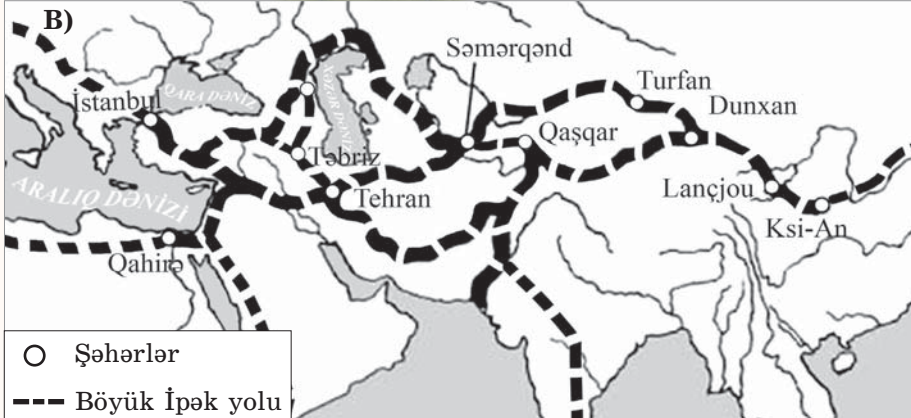 B)
Səmərqənd
Turfan
Dunxan
QARA DƏNİZ
İstanbul
XƏZƏR DƏNİZİ
Qaşqar
Təbriz
ARALIQ DƏNİZİ
Tehran
Lançjou
Ksi-An
Qahirə
Şəhərlər
Böyük İpək yolu